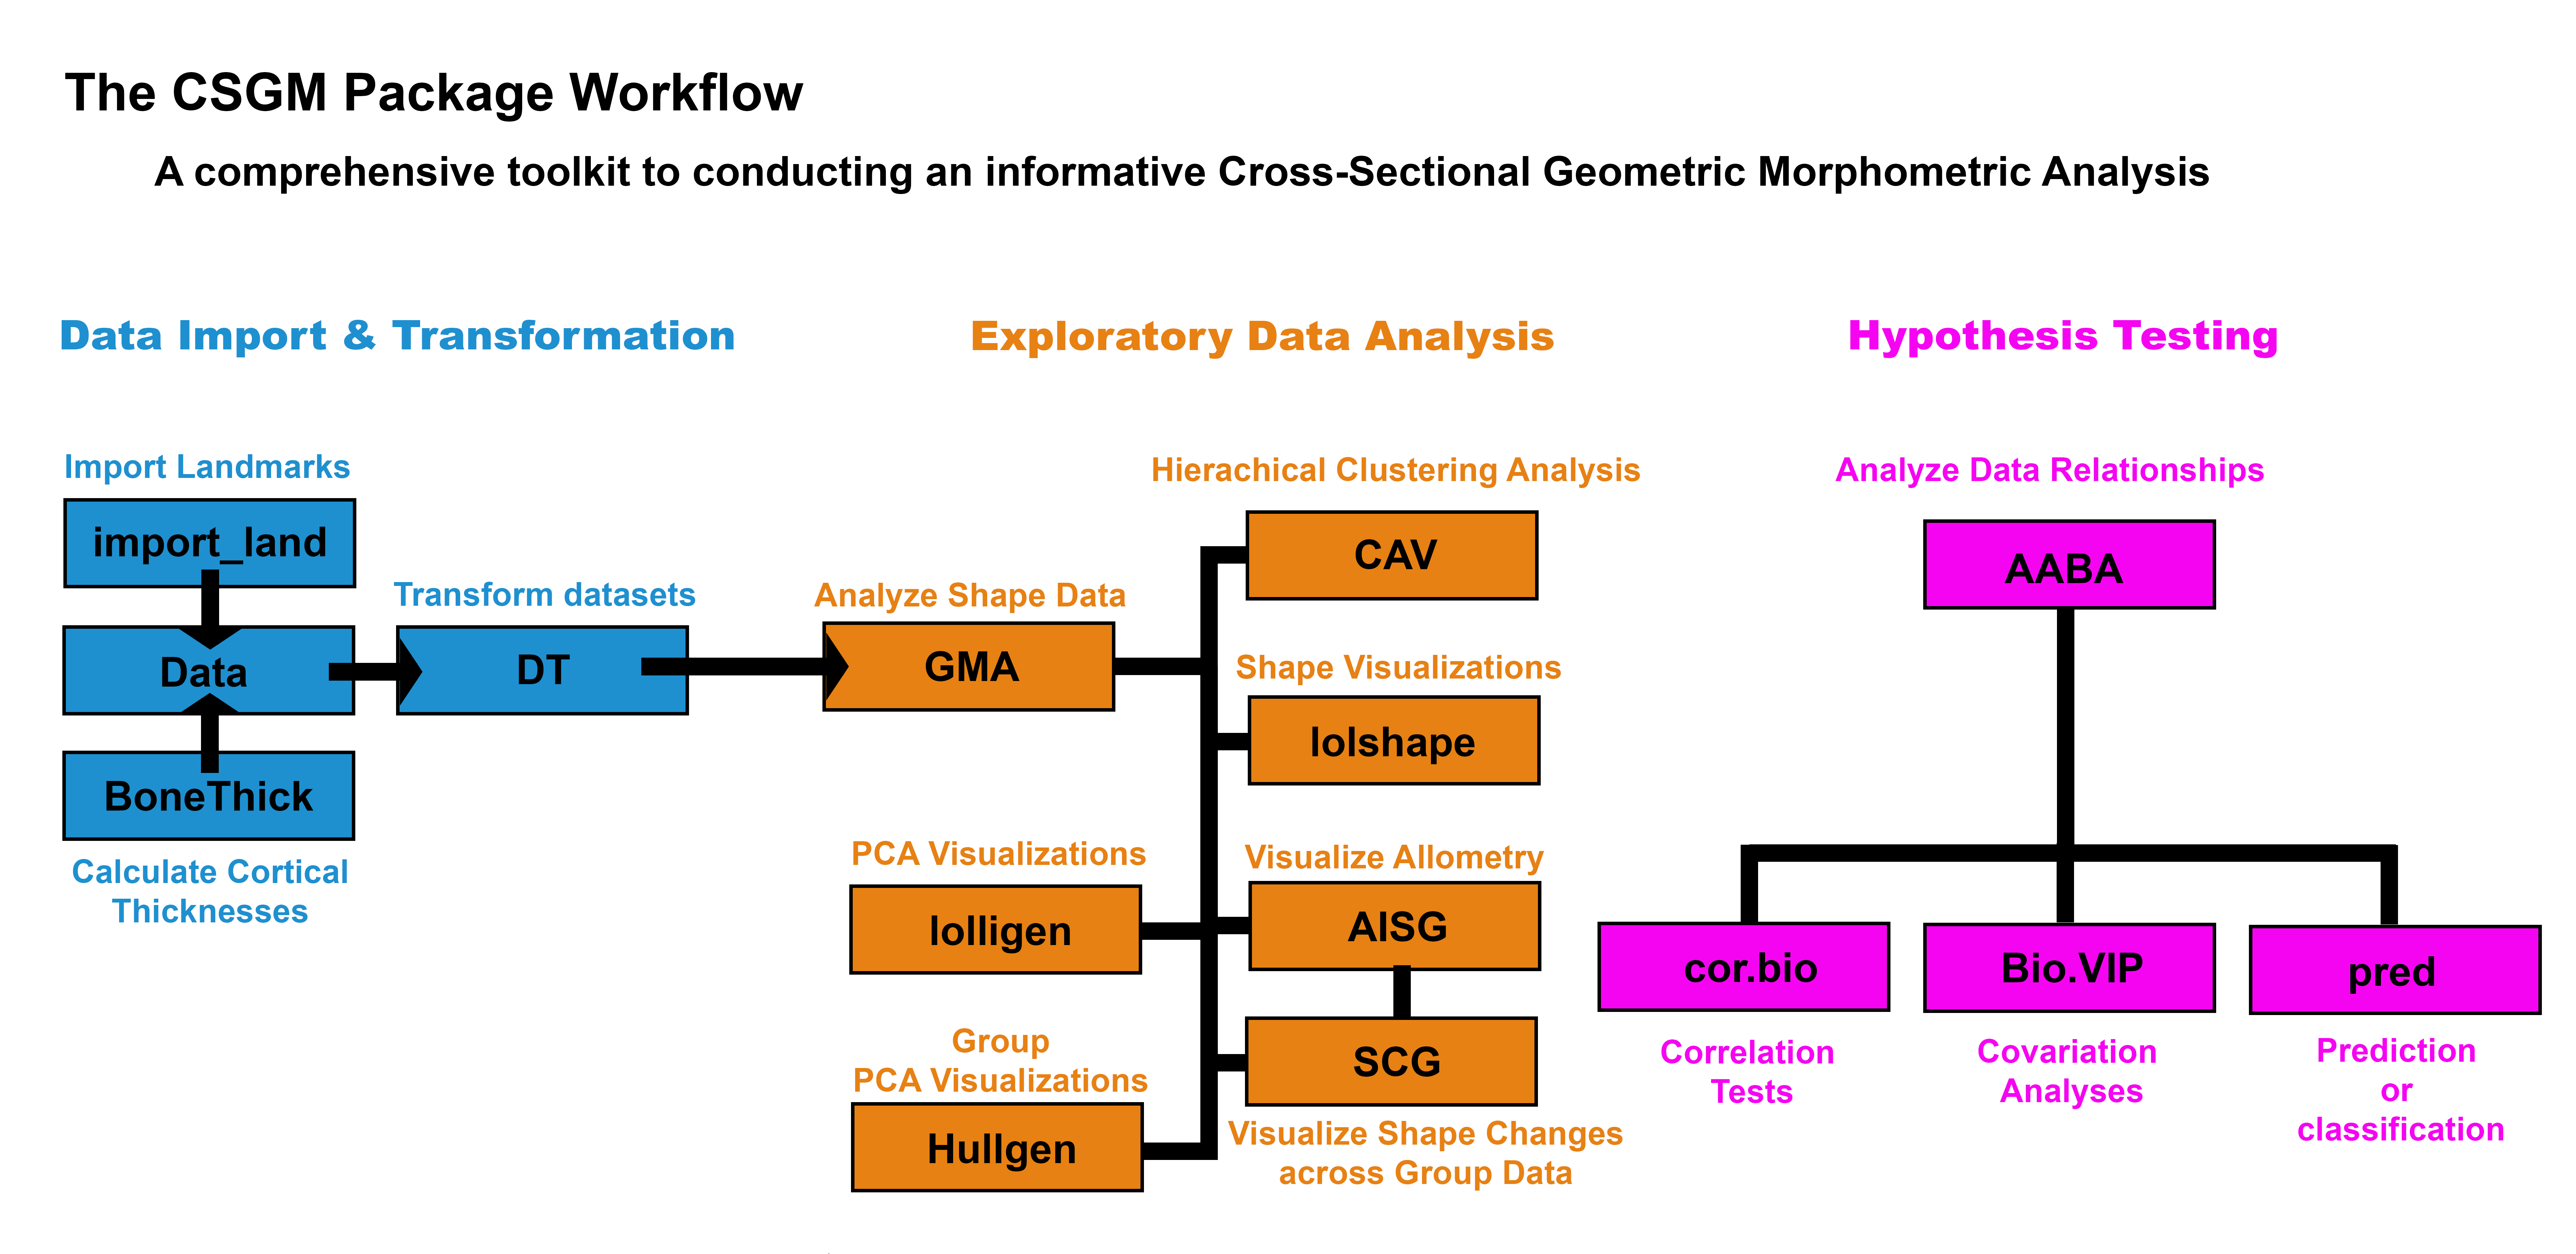 The CSGM Package Workflow
A comprehensive toolkit to conducting an informative Cross-Sectional Geometric Morphometric Analysis
Data Import & Transformation
Exploratory Data Analysis
Hypothesis Testing
Import Landmarks
import_land
Data
BoneThick
Calculate Cortical
Thicknesses
Transform datasets
DT
Analyze Shape Data
GMA
Hierachical Clustering Analysis
CAV
Shape Visualizations
lolshape
PCA Visualizations
lolligen
Visualize Allometry
AISG
Group
PCA Visualizations
Hullgen
SCG
Visualize Shape Changes
across Group Data
Analyze Data Relationships
AABA
cor.bio
Correlation
Tests
Bio.VIP
Covariation
Analyses
pred
Prediction
or
classification